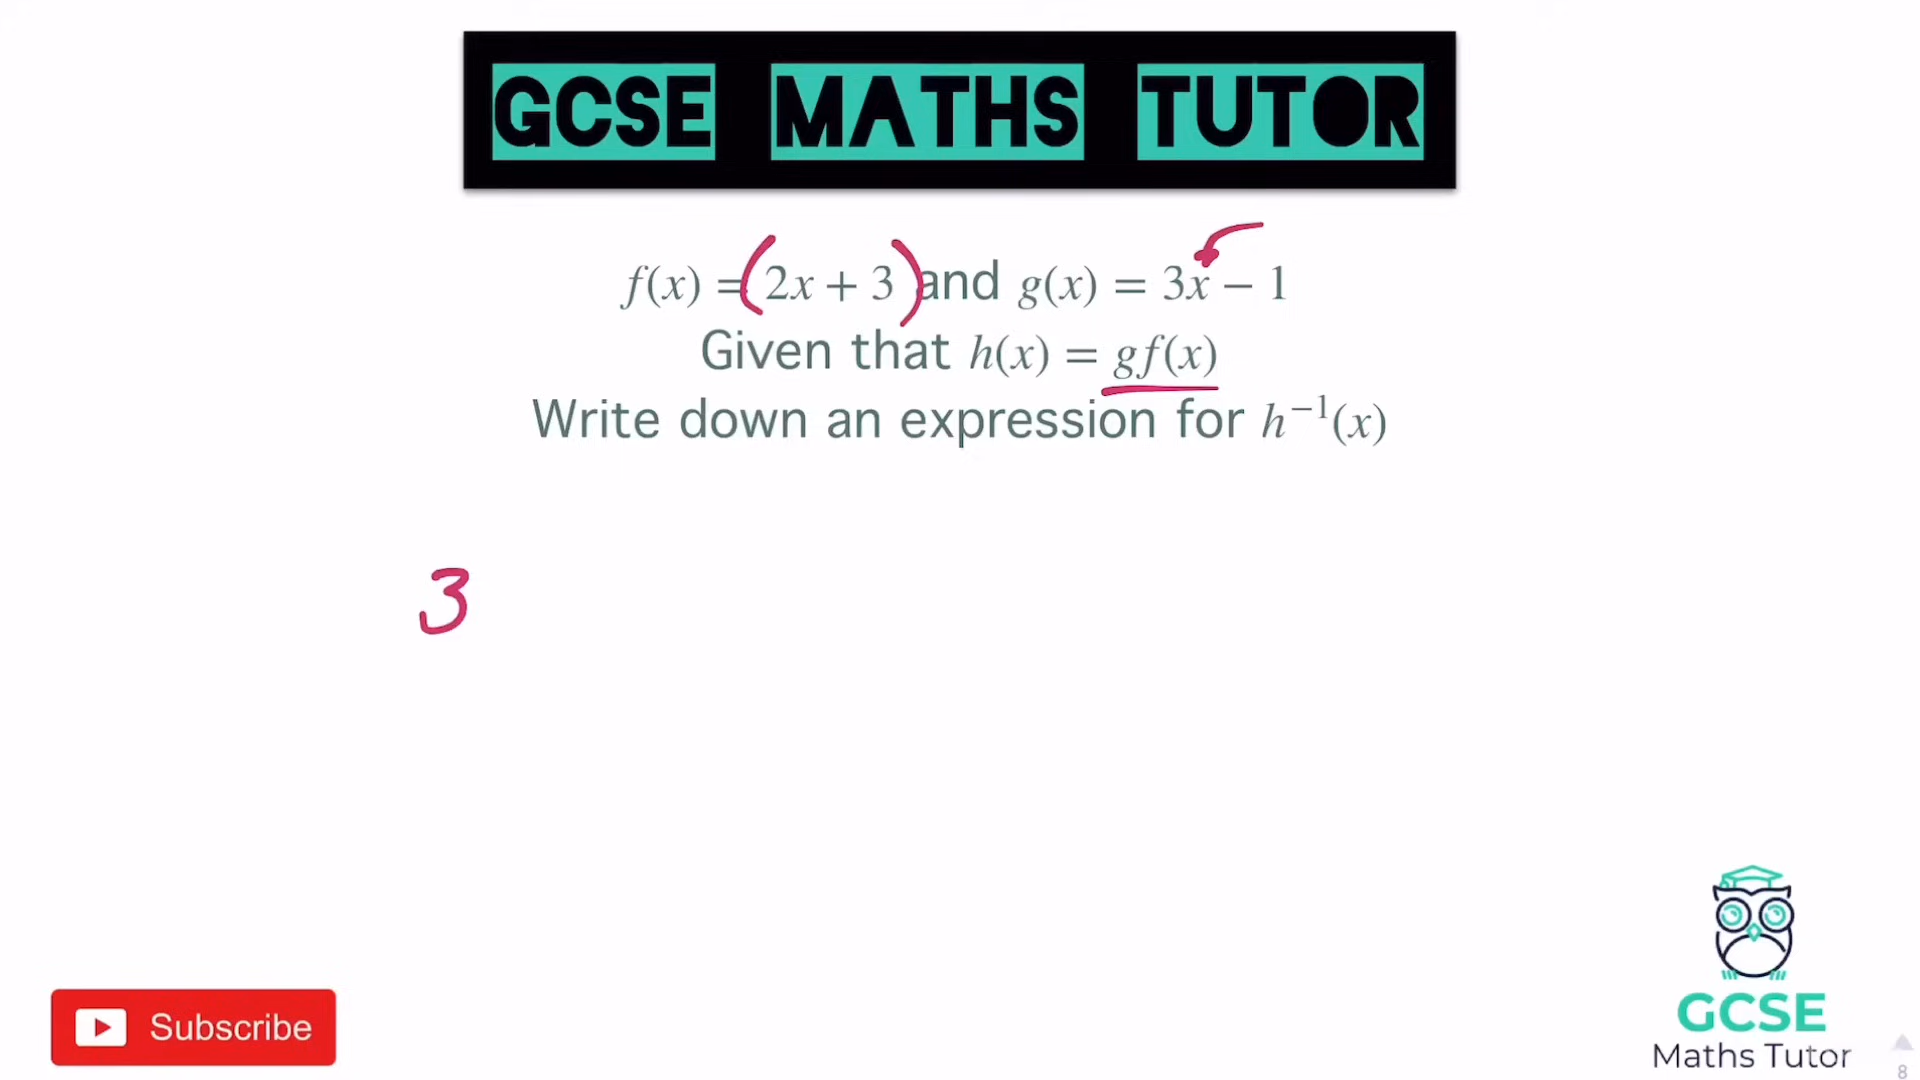 GCSE MATHS TUTOR
f(x) = (2x + 3) and g(x) = 3x − 1
Given that h(x) = gf(x)
Write down an expression for h⁻¹(x)
3
Subscribe
GCSE
Maths Tutor
8